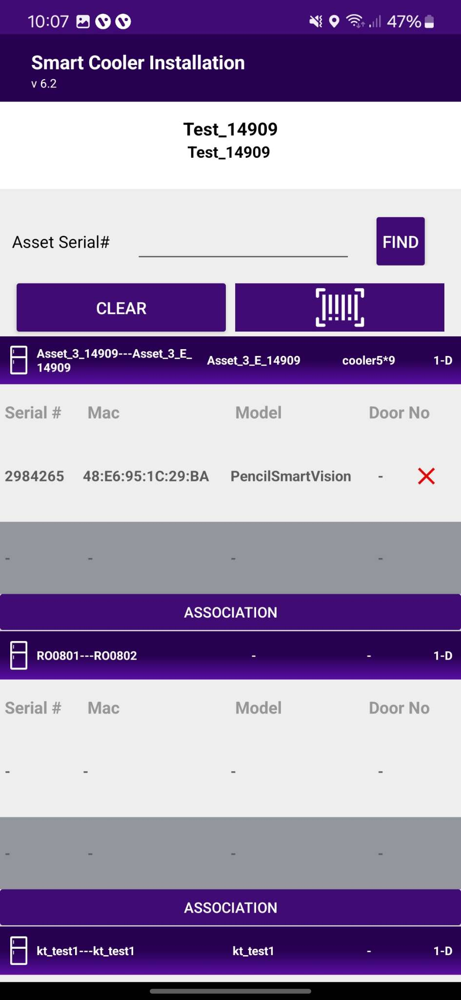 10:07 47%
Smart Cooler Installation
v 6.2
Test_14909
Test_14909
Asset Serial# FIND
CLEAR
Asset_3_14909---Asset_3_E_
14909 Asset_3_E_14909 cooler5*9 1-D
Serial # Mac Model Door No
2984265 48:E6:95:1C:29:BA PencilSmartVision -
- - - -
ASSOCIATION
RO0801---RO0802 - - 1-D
Serial # Mac Model Door No
- - - -
- - - -
ASSOCIATION
kt_test1---kt_test1 kt_test1 - 1-D